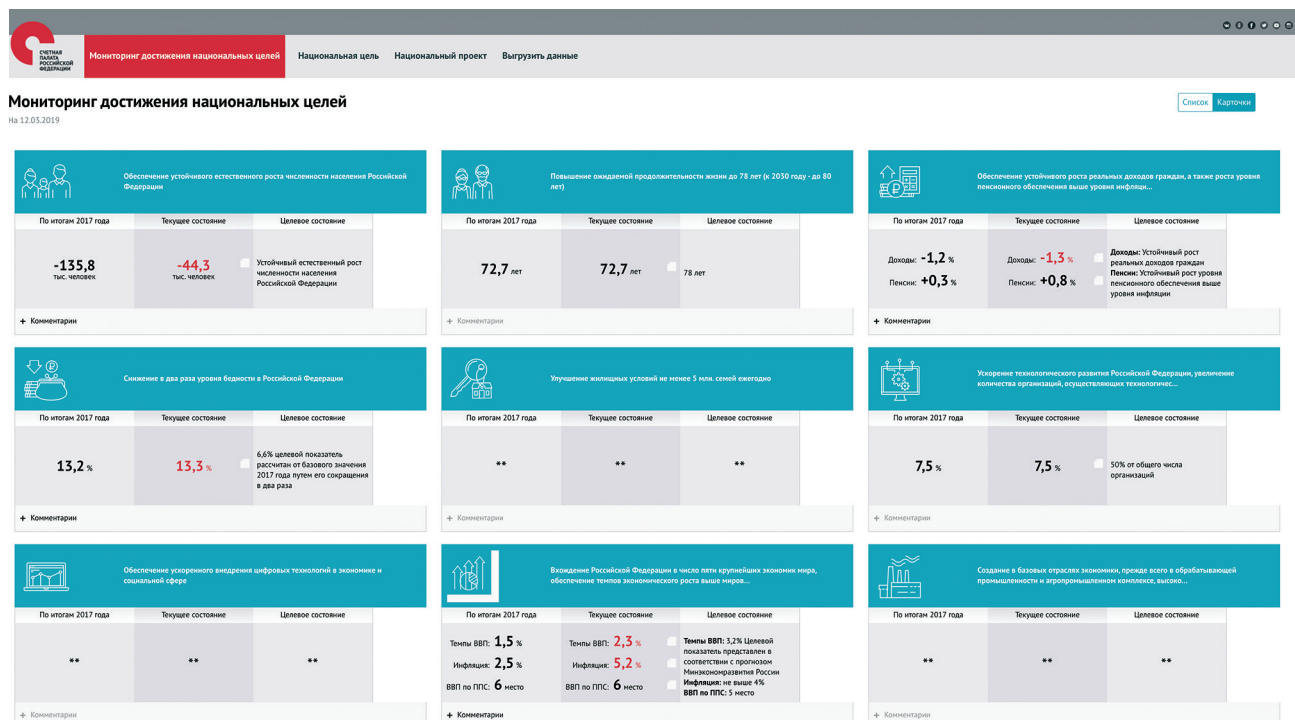 СЧЕТНАЯ
ПАЛАТА
РОССИЙСКОЙ
ФЕДЕРАЦИИ
Мониторинг достижения национальных целей
Национальная цель
Национальный проект
Выгрузить данные
Мониторинг достижения национальных целей
На 12.03.2019
Список
Карточки
Обеспечение устойчивого естественного роста численности населения Российской
Федерации
По итогам 2017 года
Текущее состояние
Целевое состояние
-135,8
тыс. человек
-44,3
тыс. человек
Устойчивый естественный рост
численности населения
Российской Федерации
+ Комментарии
Повышение ожидаемой продолжительности жизни до 78 лет (к 2030 году - до 80
лет)
По итогам 2017 года
Текущее состояние
Целевое состояние
72,7 лет
72,7 лет
78 лет
+ Комментарии
Обеспечение устойчивого роста реальных доходов граждан, а также роста уровня
пенсионного обеспечения выше уровня инфляци...
По итогам 2017 года
Текущее состояние
Целевое состояние
Доходы: -1,2 %
Пенсии: +0,3 %
Доходы: -1,3 %
Пенсии: +0,8 %
Доходы: Устойчивый рост
реальных доходов граждан
Пенсии: Устойчивый рост уровня
пенсионного обеспечения выше
уровня инфляции
+ Комментарии
Снижение в два раза уровня бедности в Российской Федерации
По итогам 2017 года
Текущее состояние
Целевое состояние
13,2 %
13,3 %
6,6% целевой показатель
рассчитан от базового значения
2017 года путем его сокращения
в два раза
+ Комментарии
Улучшение жилищных условий не менее 5 млн. семей ежегодно
По итогам 2017 года
Текущее состояние
Целевое состояние
**
**
**
+ Комментарии
Ускорение технологического развития Российской Федерации, увеличение
количества организаций, осуществляющих технологичес...
По итогам 2017 года
Текущее состояние
Целевое состояние
7,5 %
7,5 %
50% от общего числа
организаций
+ Комментарии
Обеспечение ускоренного внедрения цифровых технологий в экономике и
социальной сфере
По итогам 2017 года
Текущее состояние
Целевое состояние
**
**
**
+ Комментарии
Вхождение Российской Федерации в число пяти крупнейших экономик мира,
обеспечение темпов экономического роста выше миров...
По итогам 2017 года
Текущее состояние
Целевое состояние
Темпы ВВП: 1,5 %
Инфляция: 2,5 %
ВВП по ППС: 6 место
Темпы ВВП: 2,3 %
Инфляция: 5,2 %
ВВП по ППС: 6 место
Темпы ВВП: 3,2% Целевой
показатель представлен в
соответствии с прогнозом
Минэкономразвития России
Инфляция: не выше 4%
ВВП по ППС: 5 место
+ Комментарии
Создание в базовых отраслях экономики, прежде всего в обрабатывающей
промышленности и агропромышленном комплексе, высоко...
По итогам 2017 года
Текущее состояние
Целевое состояние
**
**
**
+ Комментарии